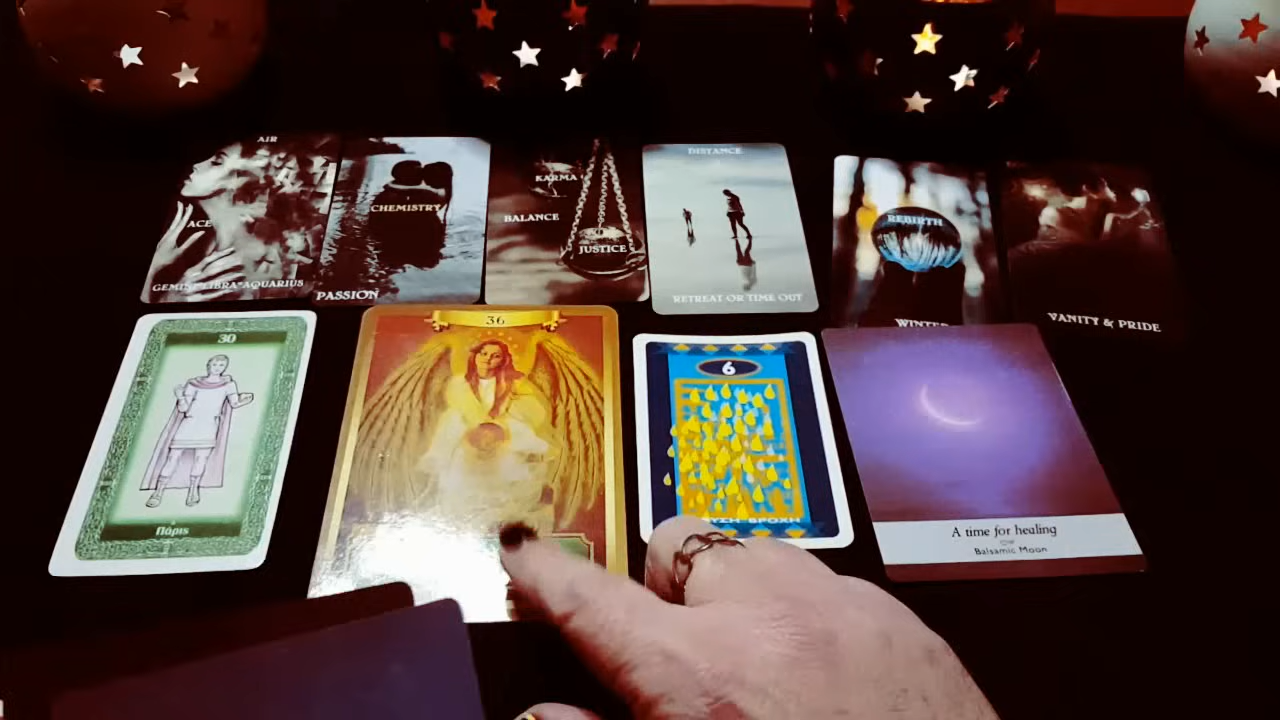 AIR
ACE
GEMINI*LIBRA*AQUARIUS
CHEMISTRY
PASSION
KARMA
BALANCE
JUSTICE
DISTANCE
RETREAT OR TIME OUT
REBIRTH
WINTER
VANITY & PRIDE
30
Πάρις
36
6
ΒΡΟΧΗ
A time for healing
Balsamic Moon